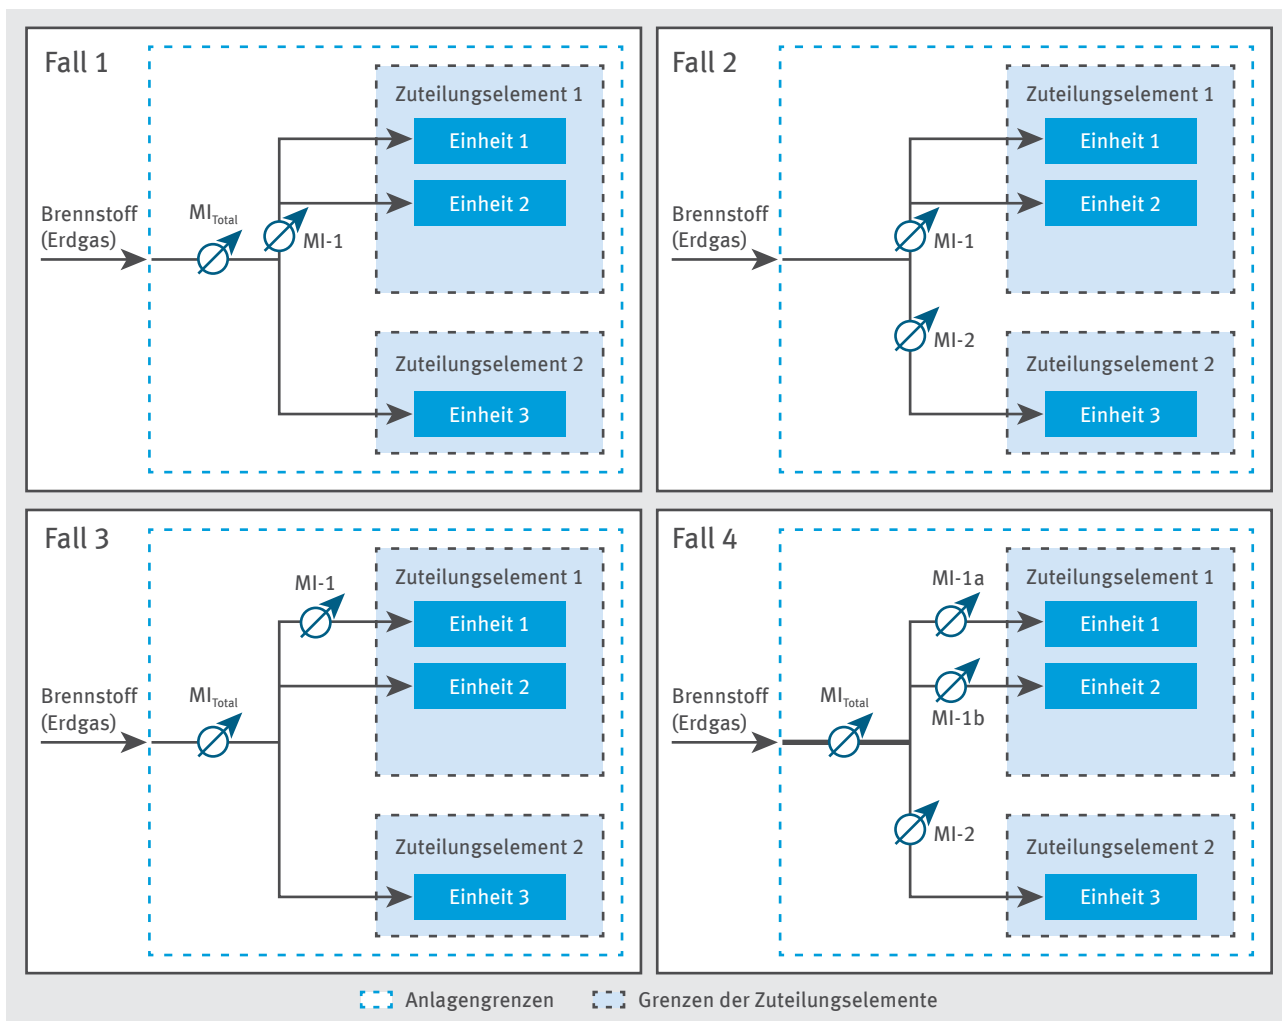 Fall 1
Zuteilungselement 1
Einheit 1
Einheit 2
Brennstoff
(Erdgas)
MITotal
MI-1
Zuteilungselement 2
Einheit 3
Fall 2
Zuteilungselement 1
Einheit 1
Einheit 2
Brennstoff
(Erdgas)
MI-1
MI-2
Zuteilungselement 2
Einheit 3
Fall 3
Zuteilungselement 1
MI-1
Einheit 1
Einheit 2
Brennstoff
(Erdgas)
MITotal
Zuteilungselement 2
Einheit 3
Fall 4
Zuteilungselement 1
MI-1a
Einheit 1
Einheit 2
Brennstoff
(Erdgas)
MITotal
MI-1b
MI-2
Zuteilungselement 2
Einheit 3
Anlagengrenzen
Grenzen der Zuteilungselemente